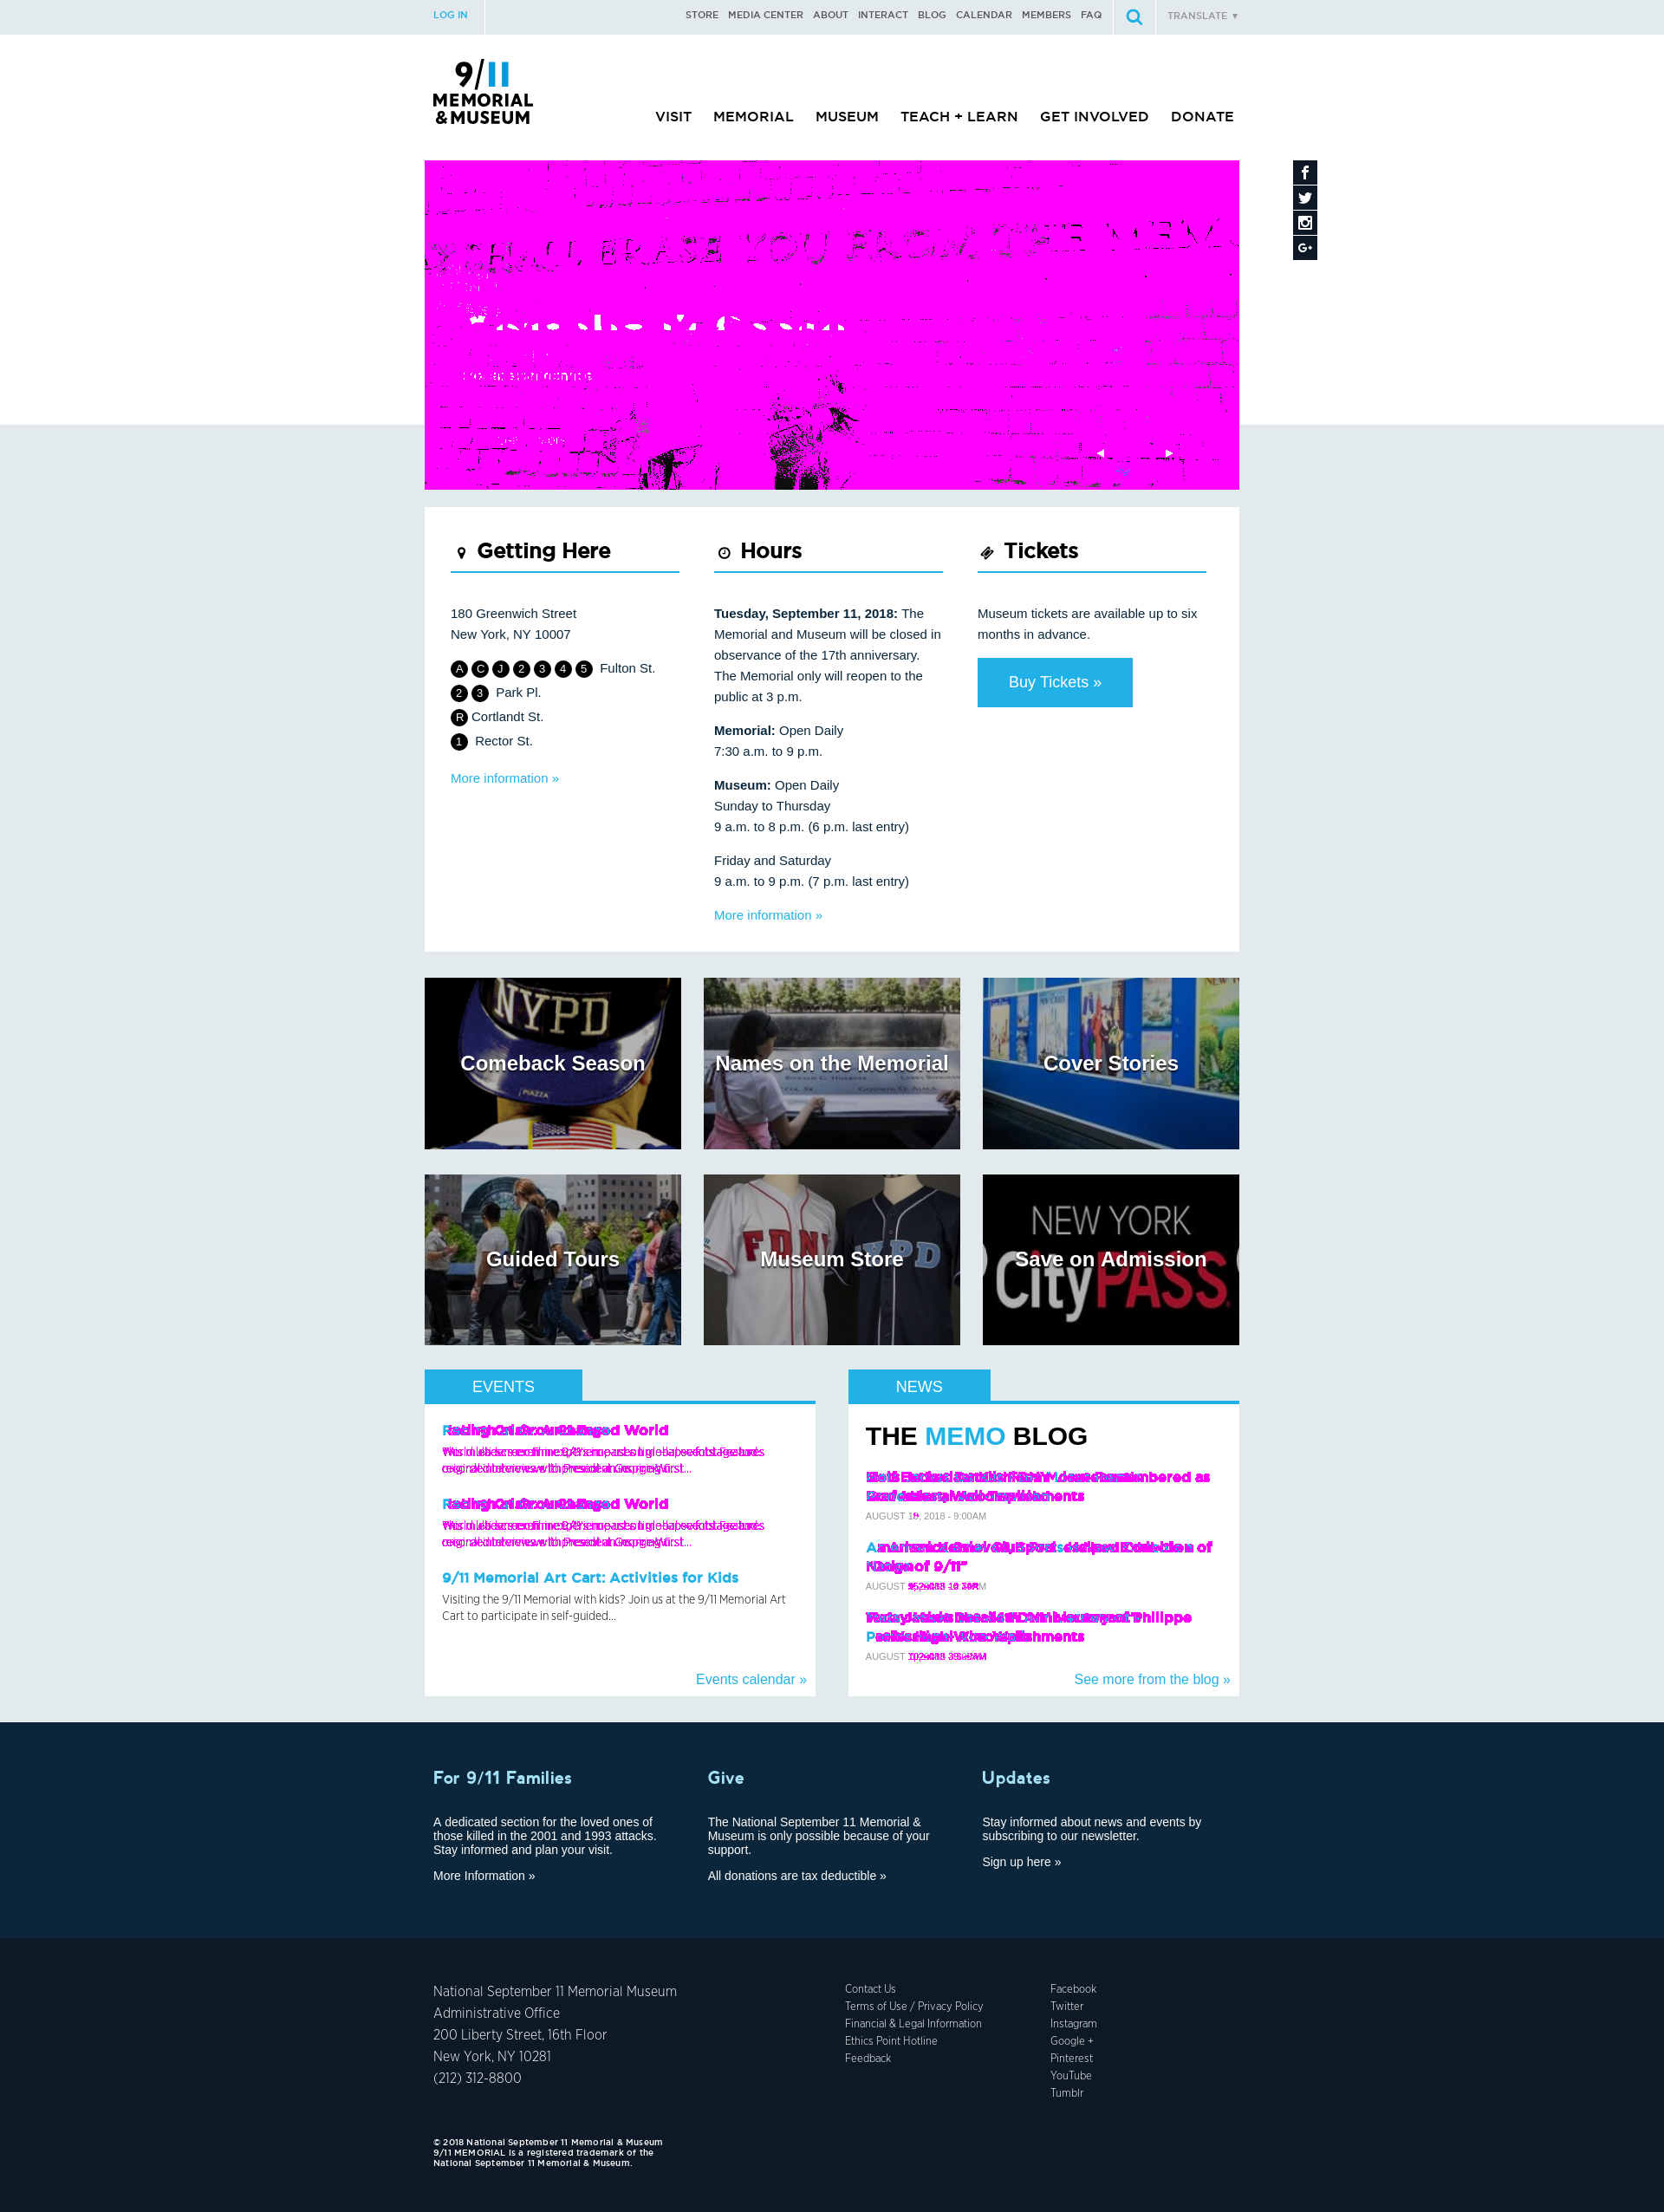 LOG IN
STORE MEDIA CENTER ABOUT INTERACT BLOG CALENDAR MEMBERS FAQ
TRANSLATE ▼
9/11
MEMORIAL
& MUSEUM
VISIT MEMORIAL MUSEUM TEACH + LEARN GET INVOLVED DONATE
ERASE YOU FROM THE MEM
Getting Here
180 Greenwich Street
New York, NY 10007
A C J 2 3 4 5 Fulton St.
2 3 Park Pl.
R Cortlandt St.
1 Rector St.
More information »
Hours
Tuesday, September 11, 2018: The
Memorial and Museum will be closed in
observance of the 17th anniversary.
The Memorial only will reopen to the
public at 3 p.m.
Memorial: Open Daily
7:30 a.m. to 9 p.m.
Museum: Open Daily
Sunday to Thursday
9 a.m. to 8 p.m. (6 p.m. last entry)
Friday and Saturday
9 a.m. to 9 p.m. (7 p.m. last entry)
More information »
Tickets
Museum tickets are available up to six
months in advance.
Buy Tickets »
NYPD
PIAZZA
Comeback Season
Names on the Memorial
Cover Stories
Guided Tours
FDNY
YPD
Museum Store
NEW YORK
CityPASS
Save on Admission
EVENTS
World
World
9/11 Memorial Art Cart: Activities for Kids
Visiting the 9/11 Memorial with kids? Join us at the 9/11 Memorial Art
Cart to participate in self-guided...
Events calendar »
NEWS
THE MEMO BLOG
Remembered as
AUGUST , 2018 - 9:00AM
of
of 9/11"
AUGUST
Philippe
AUGUST
See more from the blog »
For 9/11 Families
A dedicated section for the loved ones of
those killed in the 2001 and 1993 attacks.
Stay informed and plan your visit.
More Information »
Give
The National September 11 Memorial &
Museum is only possible because of your
support.
All donations are tax deductible »
Updates
Stay informed about news and events by
subscribing to our newsletter.
Sign up here »
National September 11 Memorial Museum
Administrative Office
200 Liberty Street, 16th Floor
New York, NY 10281
(212) 312-8800
Contact Us
Terms of Use / Privacy Policy
Financial & Legal Information
Ethics Point Hotline
Feedback
Facebook
Twitter
Instagram
Google +
Pinterest
YouTube
Tumblr
© 2018 National September 11 Memorial & Museum
9/11 MEMORIAL is a registered trademark of the
National September 11 Memorial & Museum.